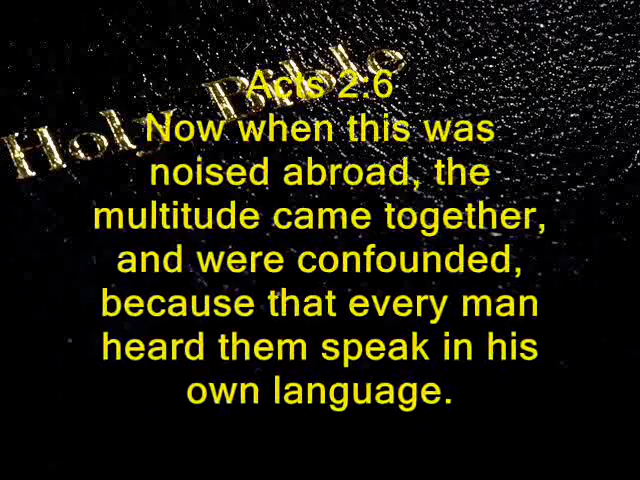 Holy Bible
Acts 2:6
Now when this was
noised abroad, the
multitude came together,
and were confounded,
because that every man
heard them speak in his
own language.